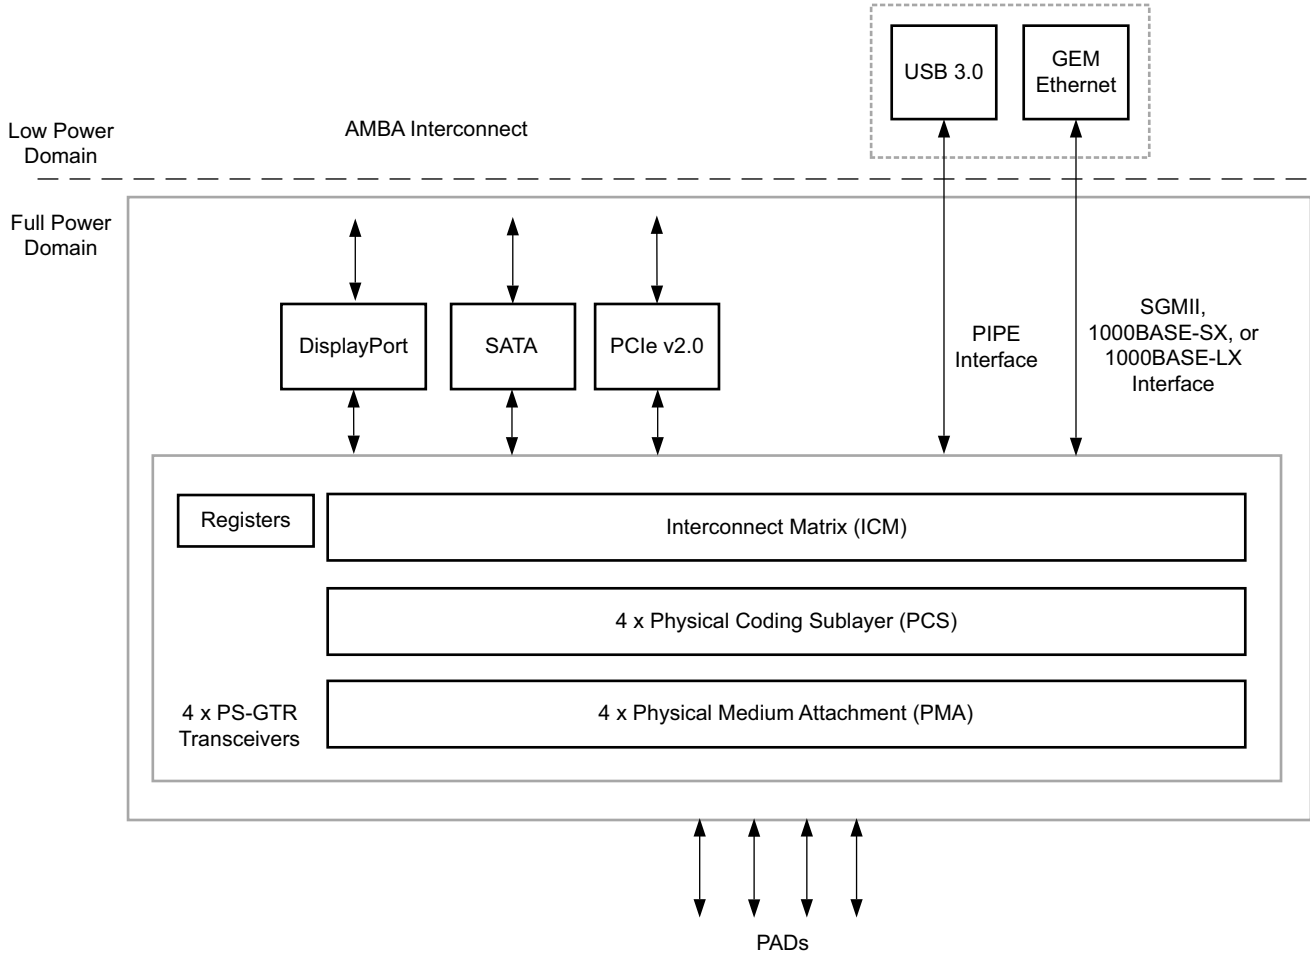 USB 3.0
GEM
Ethernet
Low Power
Domain
AMBA Interconnect
Full Power
Domain
DisplayPort
SATA
PCIe v2.0
PIPE
Interface
SGMII,
1000BASE-SX, or
1000BASE-LX
Interface
Registers
Interconnect Matrix (ICM)
4 x Physical Coding Sublayer (PCS)
4 x PS-GTR
Transceivers
4 x Physical Medium Attachment (PMA)
PADs